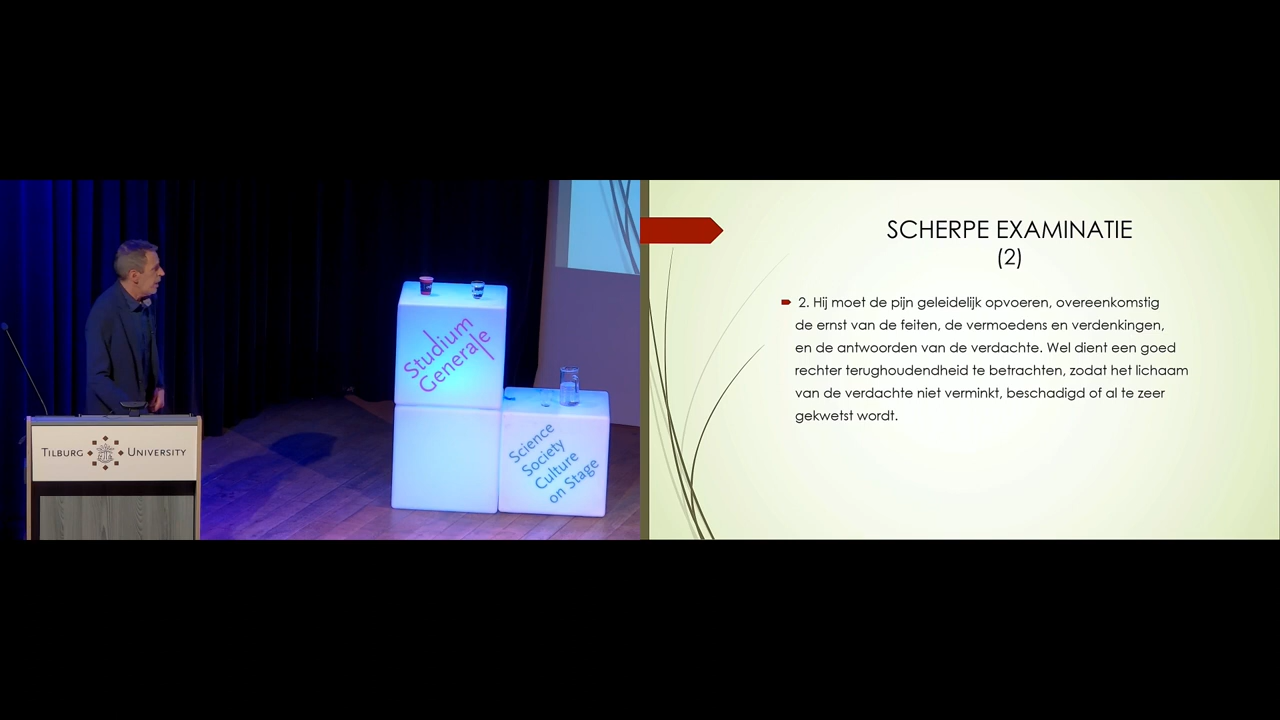 Studium
Generale
Science
Society
Culture
on Stage
TILBURG UNIVERSITY
SCHERPE EXAMINATIE
(2)
2. Hij moet de pijn geleidelijk opvoeren, overeenkomstig
de ernst van de feiten, de vermoedens en verdenkingen,
en de antwoorden van de verdachte. Wel dient een goed
rechter terughoudendheid te betrachten, zodat het lichaam
van de verdachte niet verminkt, beschadigd of al te zeer
gekwetst wordt.